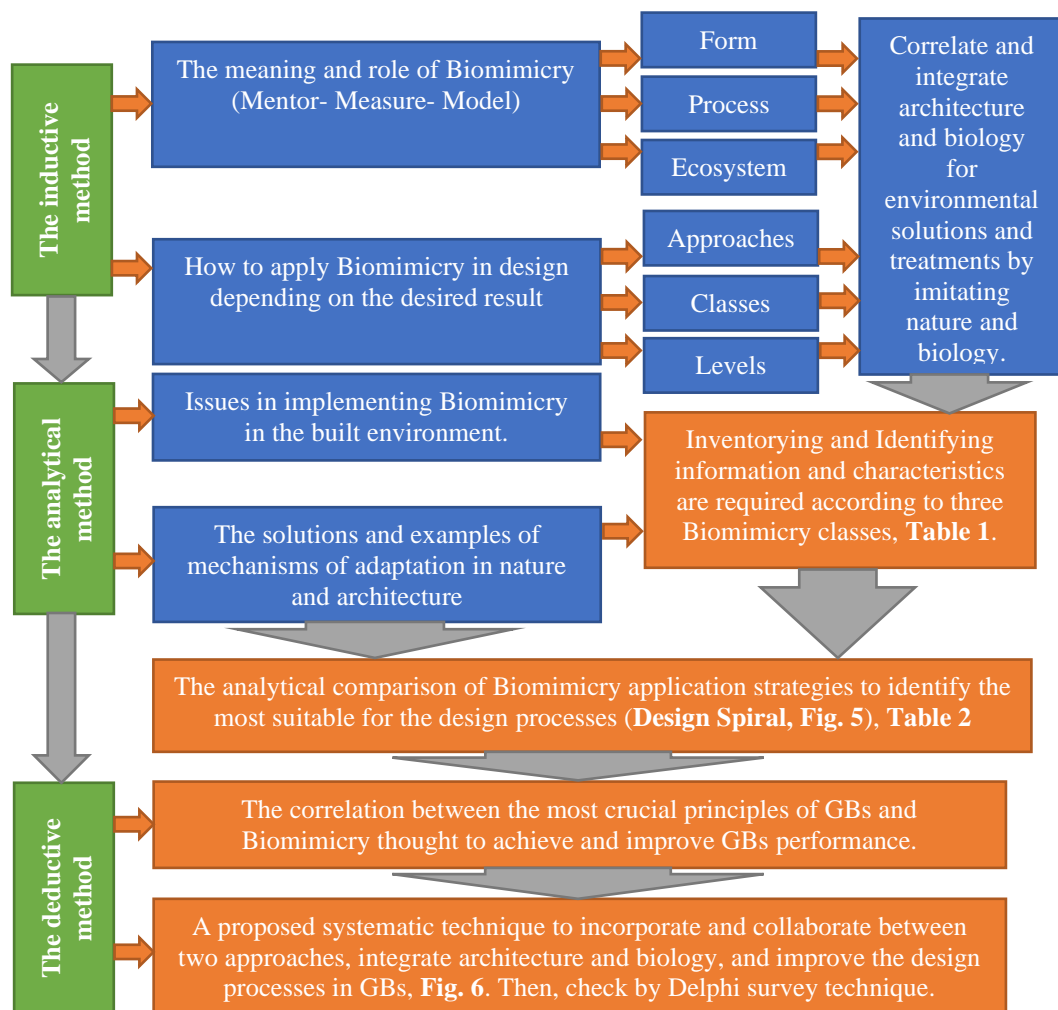 The inductive
method
The meaning and role of Biomimicry
(Mentor- Measure- Model)
Form
Process
Ecosystem
How to apply Biomimicry in design
depending on the desired result
Approaches
Classes
Levels
Correlate and
integrate
architecture
and biology
for
environmental
solutions and
treatments by
imitating
nature and
biology.
The analytical
method
Issues in implementing Biomimicry
in the built environment.
The solutions and examples of
mechanisms of adaptation in nature
and architecture
Inventorying and Identifying
information and characteristics
are required according to three
Biomimicry classes, Table 1.
The analytical comparison of Biomimicry application strategies to identify the
most suitable for the design processes (Design Spiral, Fig. 5), Table 2
The deductive
method
The correlation between the most crucial principles of GBs and
Biomimicry thought to achieve and improve GBs performance.
A proposed systematic technique to incorporate and collaborate between
two approaches, integrate architecture and biology, and improve the design
processes in GBs, Fig. 6. Then, check by Delphi survey technique.